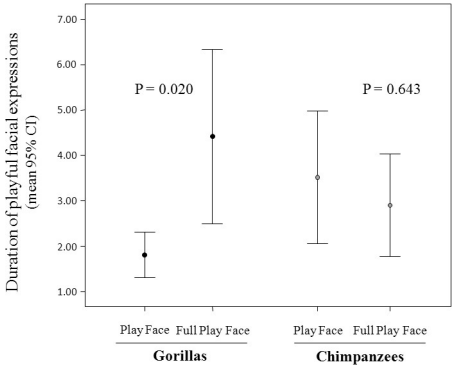 Duration of playful facial expressions
(mean 95% CI)
7.00
6.00
5.00
4.00
3.00
2.00
1.00
P = 0.020
P = 0.643
Play Face Full Play Face Play Face Full Play Face
Gorillas Chimpanzees